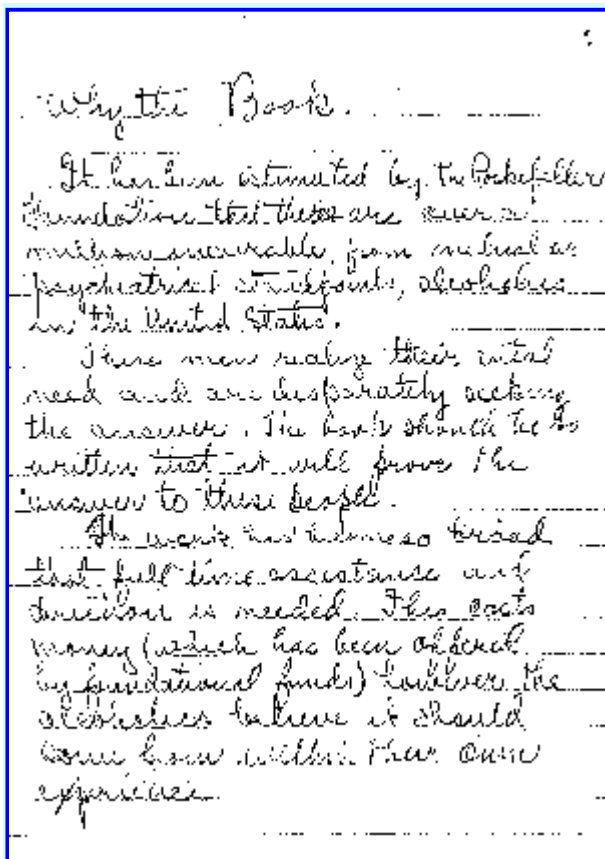 Why the Book.
It has been estimated by the Rockefeller
Foundation that there are over a
million incurable, from medical or
psychiatrist standpoints, alcoholics
in the United States.
These men realize their vital
need and are desparately seeking
the answer. The book should be so
written that it will prove the
answer to these people.
The work has become so broad
that full time assistance and
direction is needed. This costs
money (which has been offered
by foundational funds) however, the
alcoholics believe it should
come from within their own
experience.